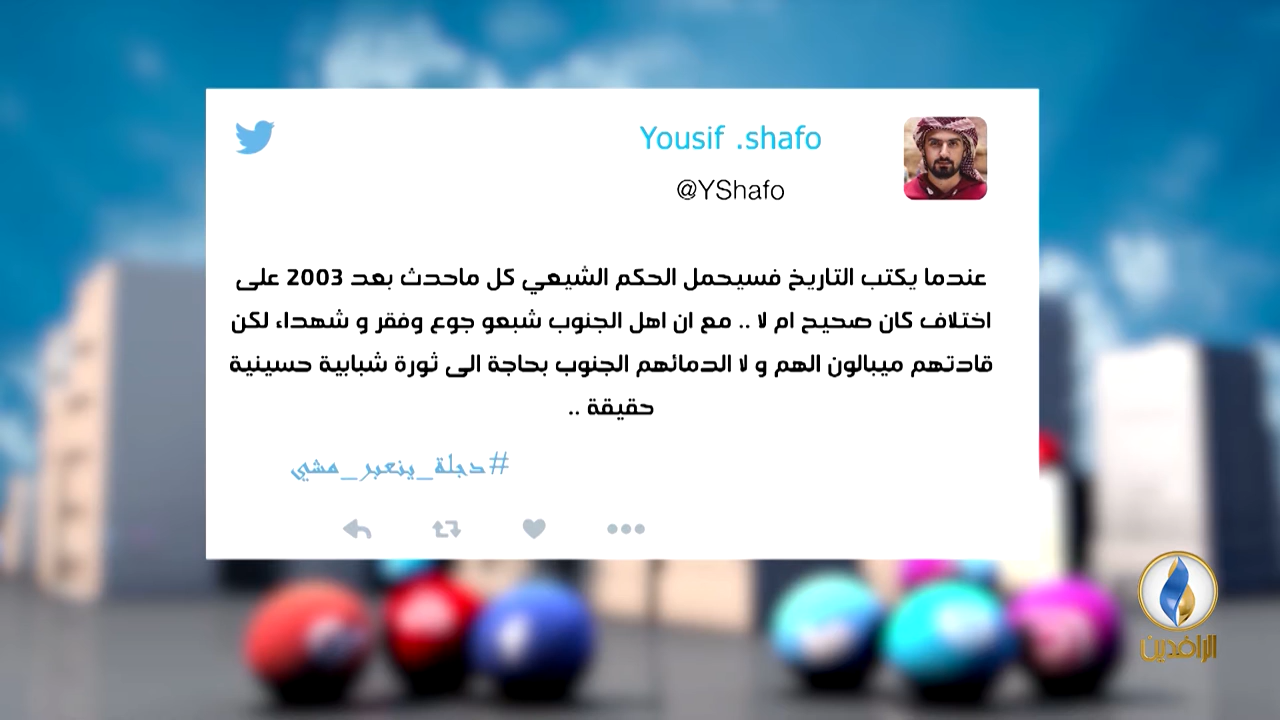 Yousif .shafo
@YShafo
عندما يكتب التاريخ فسيحمل الحكم الشيعي كل ماحدث بعد 2003 على
اختلاف كان صحيح ام لا .. مع ان اهل الجنوب شبعو جوع وفقر و شهداء، لكن
قادتهم ميبالون الهم و لا الدمائهم الجنوب بحاجة الى ثورة شبابية حسينية
حقيقة ..
#دجلة_ينعبر_مشي
الرافدين